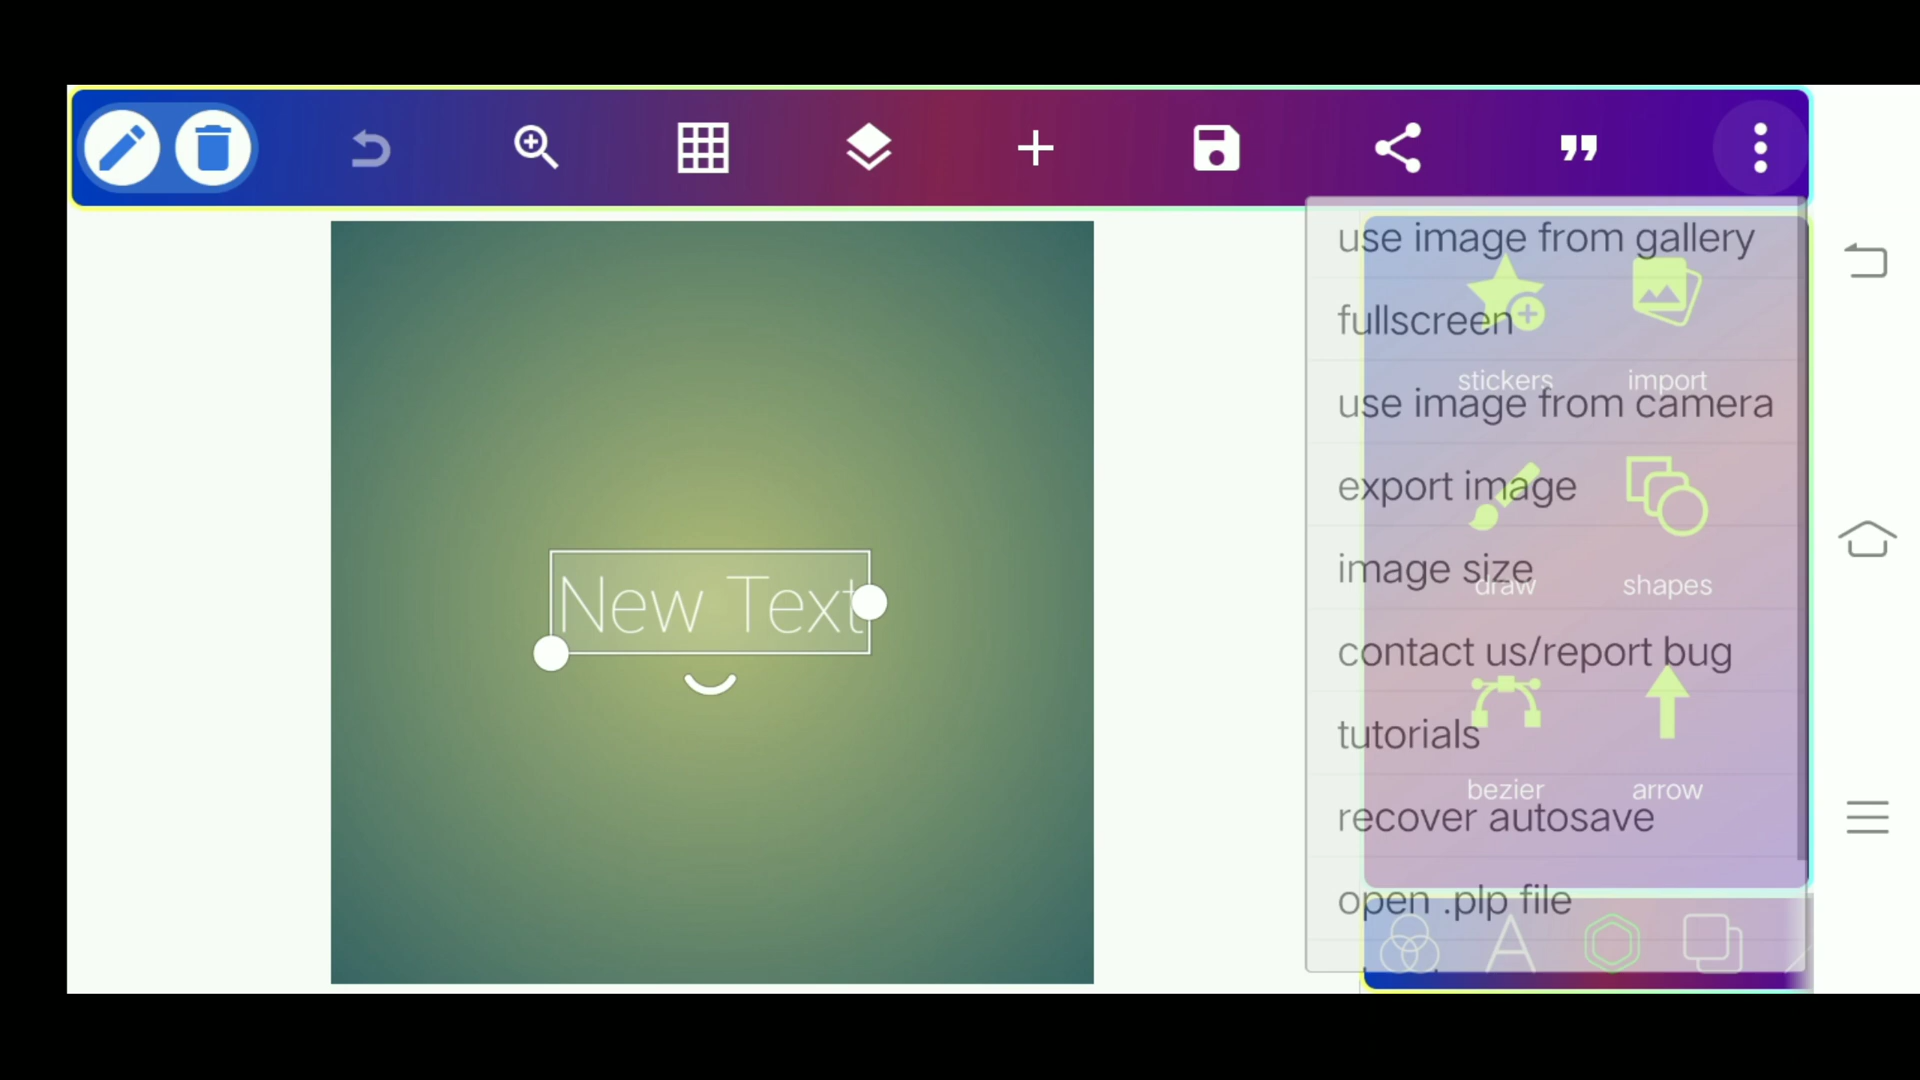 New Text
use image from gallery
fullscreen
stickers
import
use image from camera
export image
image size
draw
shapes
contact us/report bug
tutorials
bezier
arrow
recover autosave
open .plp file